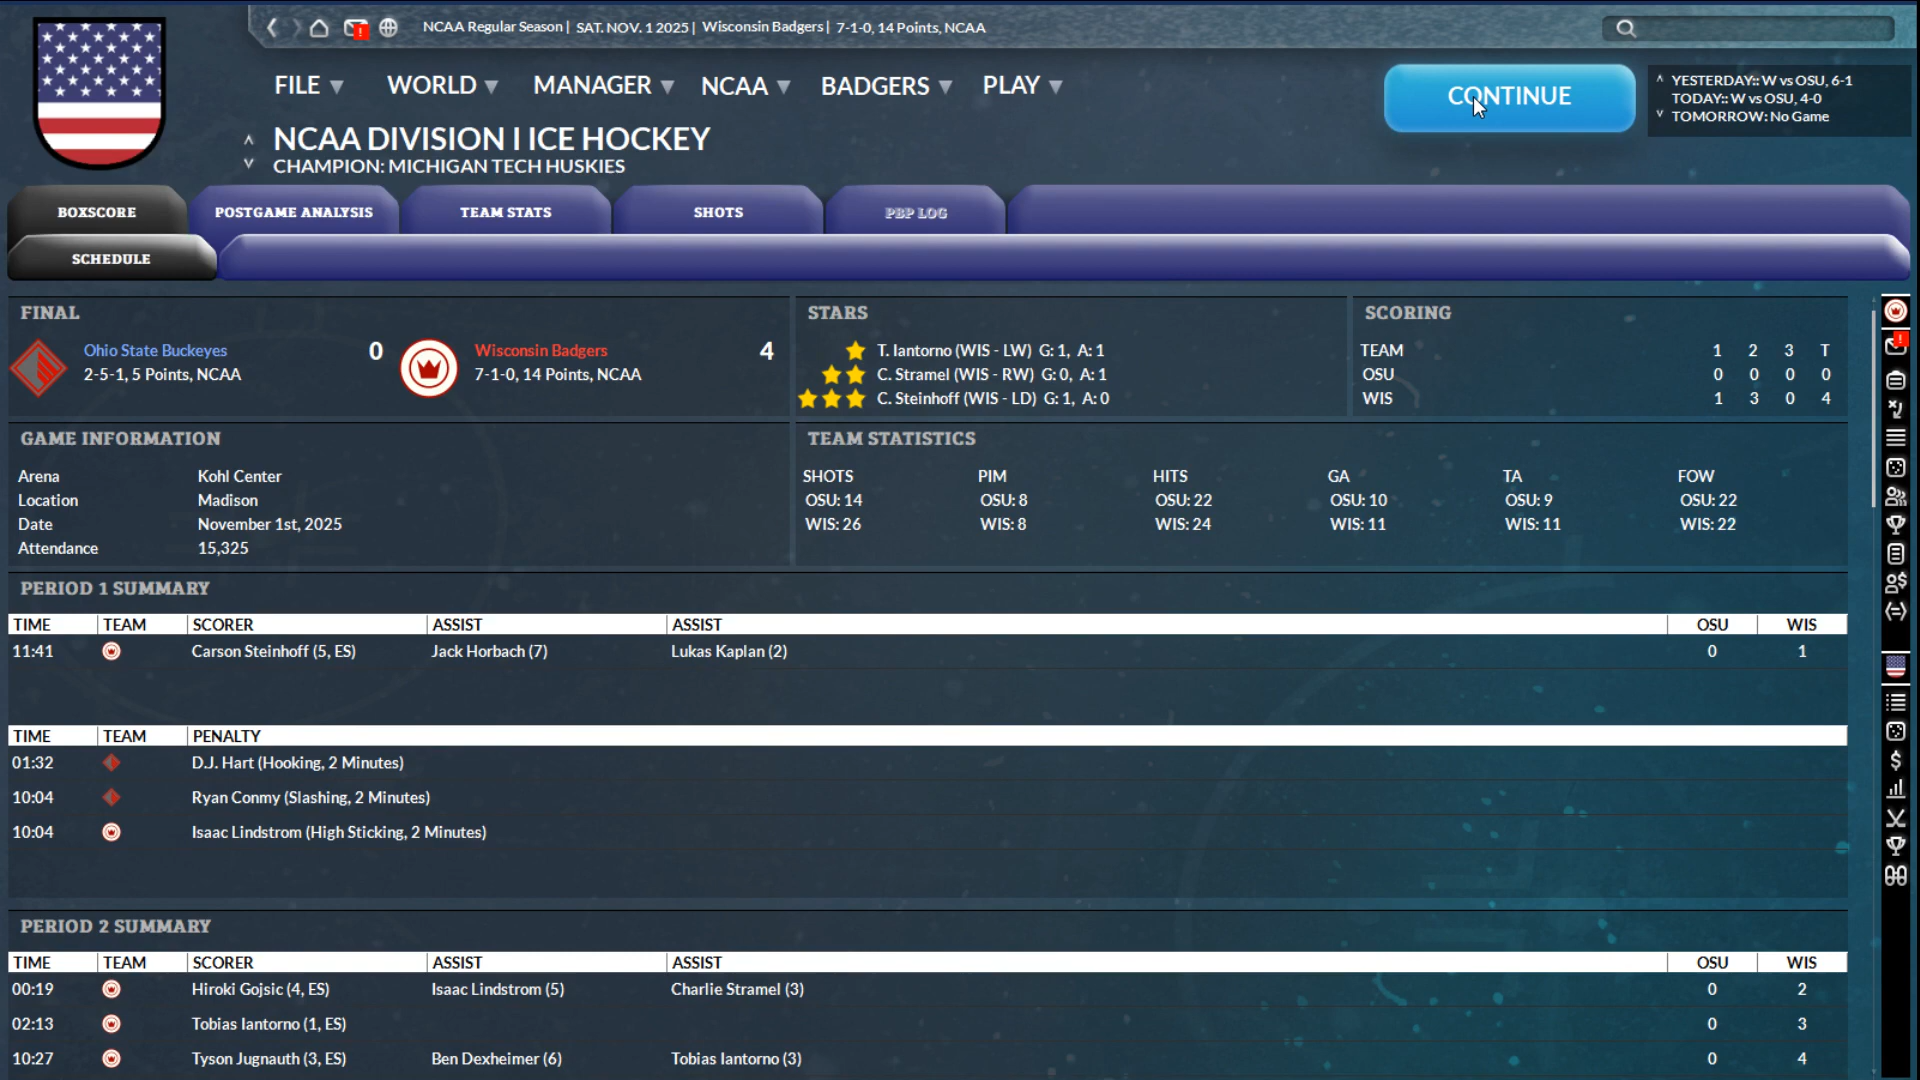 NCAA Regular Season | SAT. NOV. 1 2025 | Wisconsin Badgers | 7-1-0, 14 Points, NCAA
FILE WORLD MANAGER NCAA BADGERS PLAY
CONTINUE
YESTERDAY:: W vs OSU, 6-1
TODAY:: W vs OSU, 4-0
TOMORROW: No Game
NCAA DIVISION I ICE HOCKEY
CHAMPION: MICHIGAN TECH HUSKIES
BOXSCORE POSTGAME ANALYSIS TEAM STATS SHOTS PBP LOG
SCHEDULE
FINAL
Ohio State Buckeyes 0
2-5-1, 5 Points, NCAA
Wisconsin Badgers 4
7-1-0, 14 Points, NCAA
STARS
T. Iantorno (WIS - LW) G: 1, A: 1
C. Stramel (WIS - RW) G: 0, A: 1
C. Steinhoff (WIS - LD) G: 1, A: 0
SCORING
TEAM 1 2 3 T
OSU 0 0 0 0
WIS 1 3 0 4
GAME INFORMATION
Arena Kohl Center
Location Madison
Date November 1st, 2025
Attendance 15,325
TEAM STATISTICS
SHOTS PIM HITS GA TA FOW
OSU: 14 OSU: 8 OSU: 22 OSU: 10 OSU: 9 OSU: 22
WIS: 26 WIS: 8 WIS: 24 WIS: 11 WIS: 11 WIS: 22
PERIOD 1 SUMMARY
TIME TEAM SCORER ASSIST ASSIST OSU WIS
11:41 Carson Steinhoff (5, ES) Jack Horbach (7) Lukas Kaplan (2) 0 1
TIME TEAM PENALTY
01:32 D.J. Hart (Hooking, 2 Minutes)
10:04 Ryan Conmy (Slashing, 2 Minutes)
10:04 Isaac Lindstrom (High Sticking, 2 Minutes)
PERIOD 2 SUMMARY
TIME TEAM SCORER ASSIST ASSIST OSU WIS
00:19 Hiroki Gojsic (4, ES) Isaac Lindstrom (5) Charlie Stramel (3) 0 2
02:13 Tobias Iantorno (1, ES) 0 3
10:27 Tyson Jugnauth (3, ES) Ben Dexheimer (6) Tobias Iantorno (3) 0 4